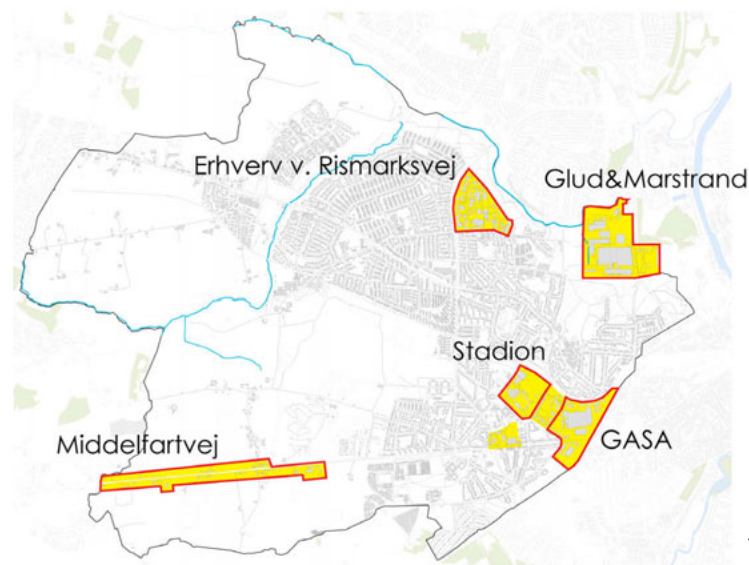 Erhverv v. Rismarksvej
Glud&Marstrand
Stadion
Middelfartvej
GASA